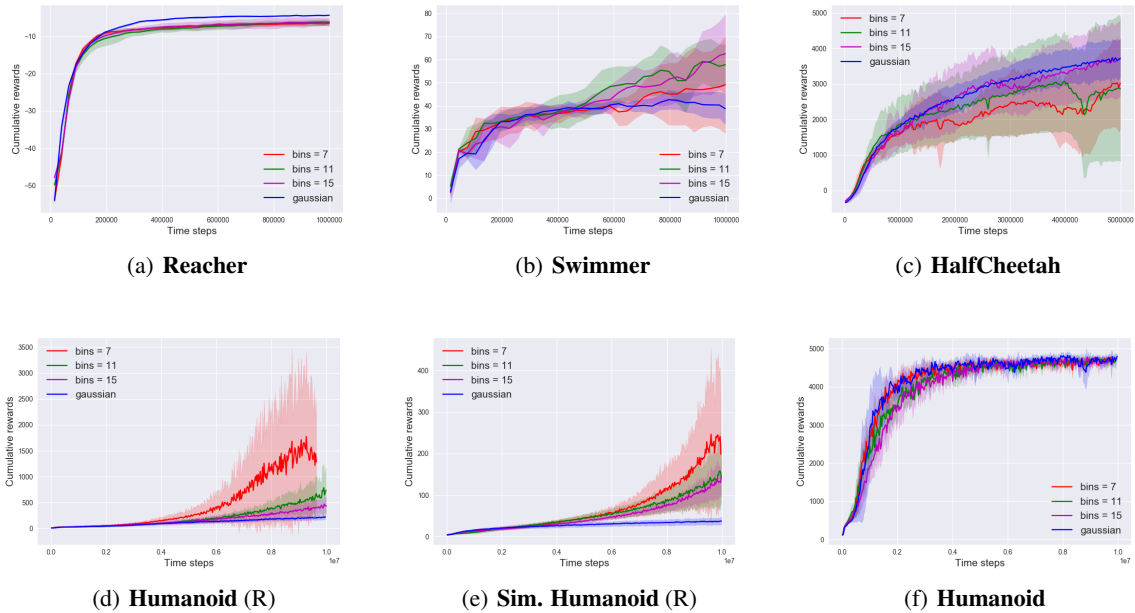 80
70
60
50
40
30
20
10
0
Cumulative rewards
−10
−20
−30
−40
−50
Cumulative rewards
5000
4000
3000
2000
1000
0
Cumulative rewards
bins = 7
bins = 11
bins = 15
gaussian
bins = 7
bins = 11
bins = 15
gaussian
bins = 7
bins = 11
bins = 15
gaussian
0 200000 400000 600000 800000 1000000
0 200000 400000 600000 800000 1000000
0 1000000 2000000 3000000 4000000 5000000
Time steps
Time steps
Time steps
(a) Reacher
(b) Swimmer
(c) HalfCheetah
3500
3000
2500
2000
1500
1000
500
0
Cumulative rewards
bins = 7
bins = 11
bins = 15
gaussian
400
300
200
100
0
Cumulative rewards
bins = 7
bins = 11
bins = 15
gaussian
5000
4000
3000
2000
1000
0
Cumulative rewards
bins = 7
bins = 11
bins = 15
gaussian
0.0 0.2 0.4 0.6 0.8 1.0
1e7
0.0 0.2 0.4 0.6 0.8 1.0
1e7
0.0 0.2 0.4 0.6 0.8 1.0
1e7
Time steps
Time steps
Time steps
(d) Humanoid (R)
(e) Sim. Humanoid (R)
(f) Humanoid